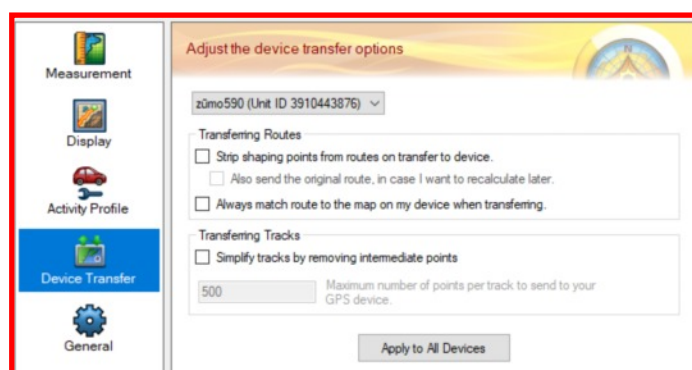 Measurement
Display
Activity Profile
Device Transfer
General
Adjust the device transfer options
N
zūmo590 (Unit ID 3910443876)
Transferring Routes
Strip shaping points from routes on transfer to device.
Also send the original route, in case I want to recalculate later.
Always match route to the map on my device when transferring.
Transferring Tracks
Simplify tracks by removing intermediate points
500
Maximum number of points per track to send to your
GPS device.
Apply to All Devices